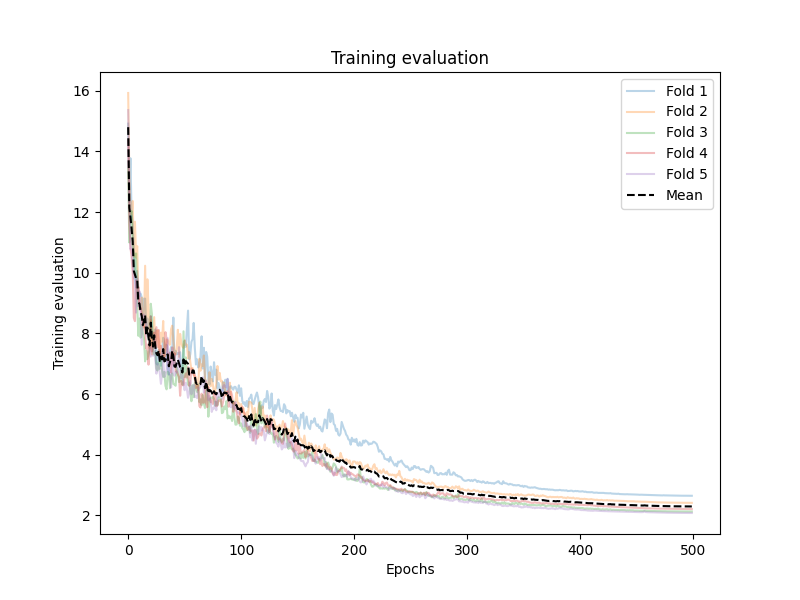 Training evaluation
Fold 1
Fold 2
Fold 3
Fold 4
Fold 5
Mean
Training evaluation
16
14
12
10
8
6
4
2
0 100 200 300 400 500
Epochs